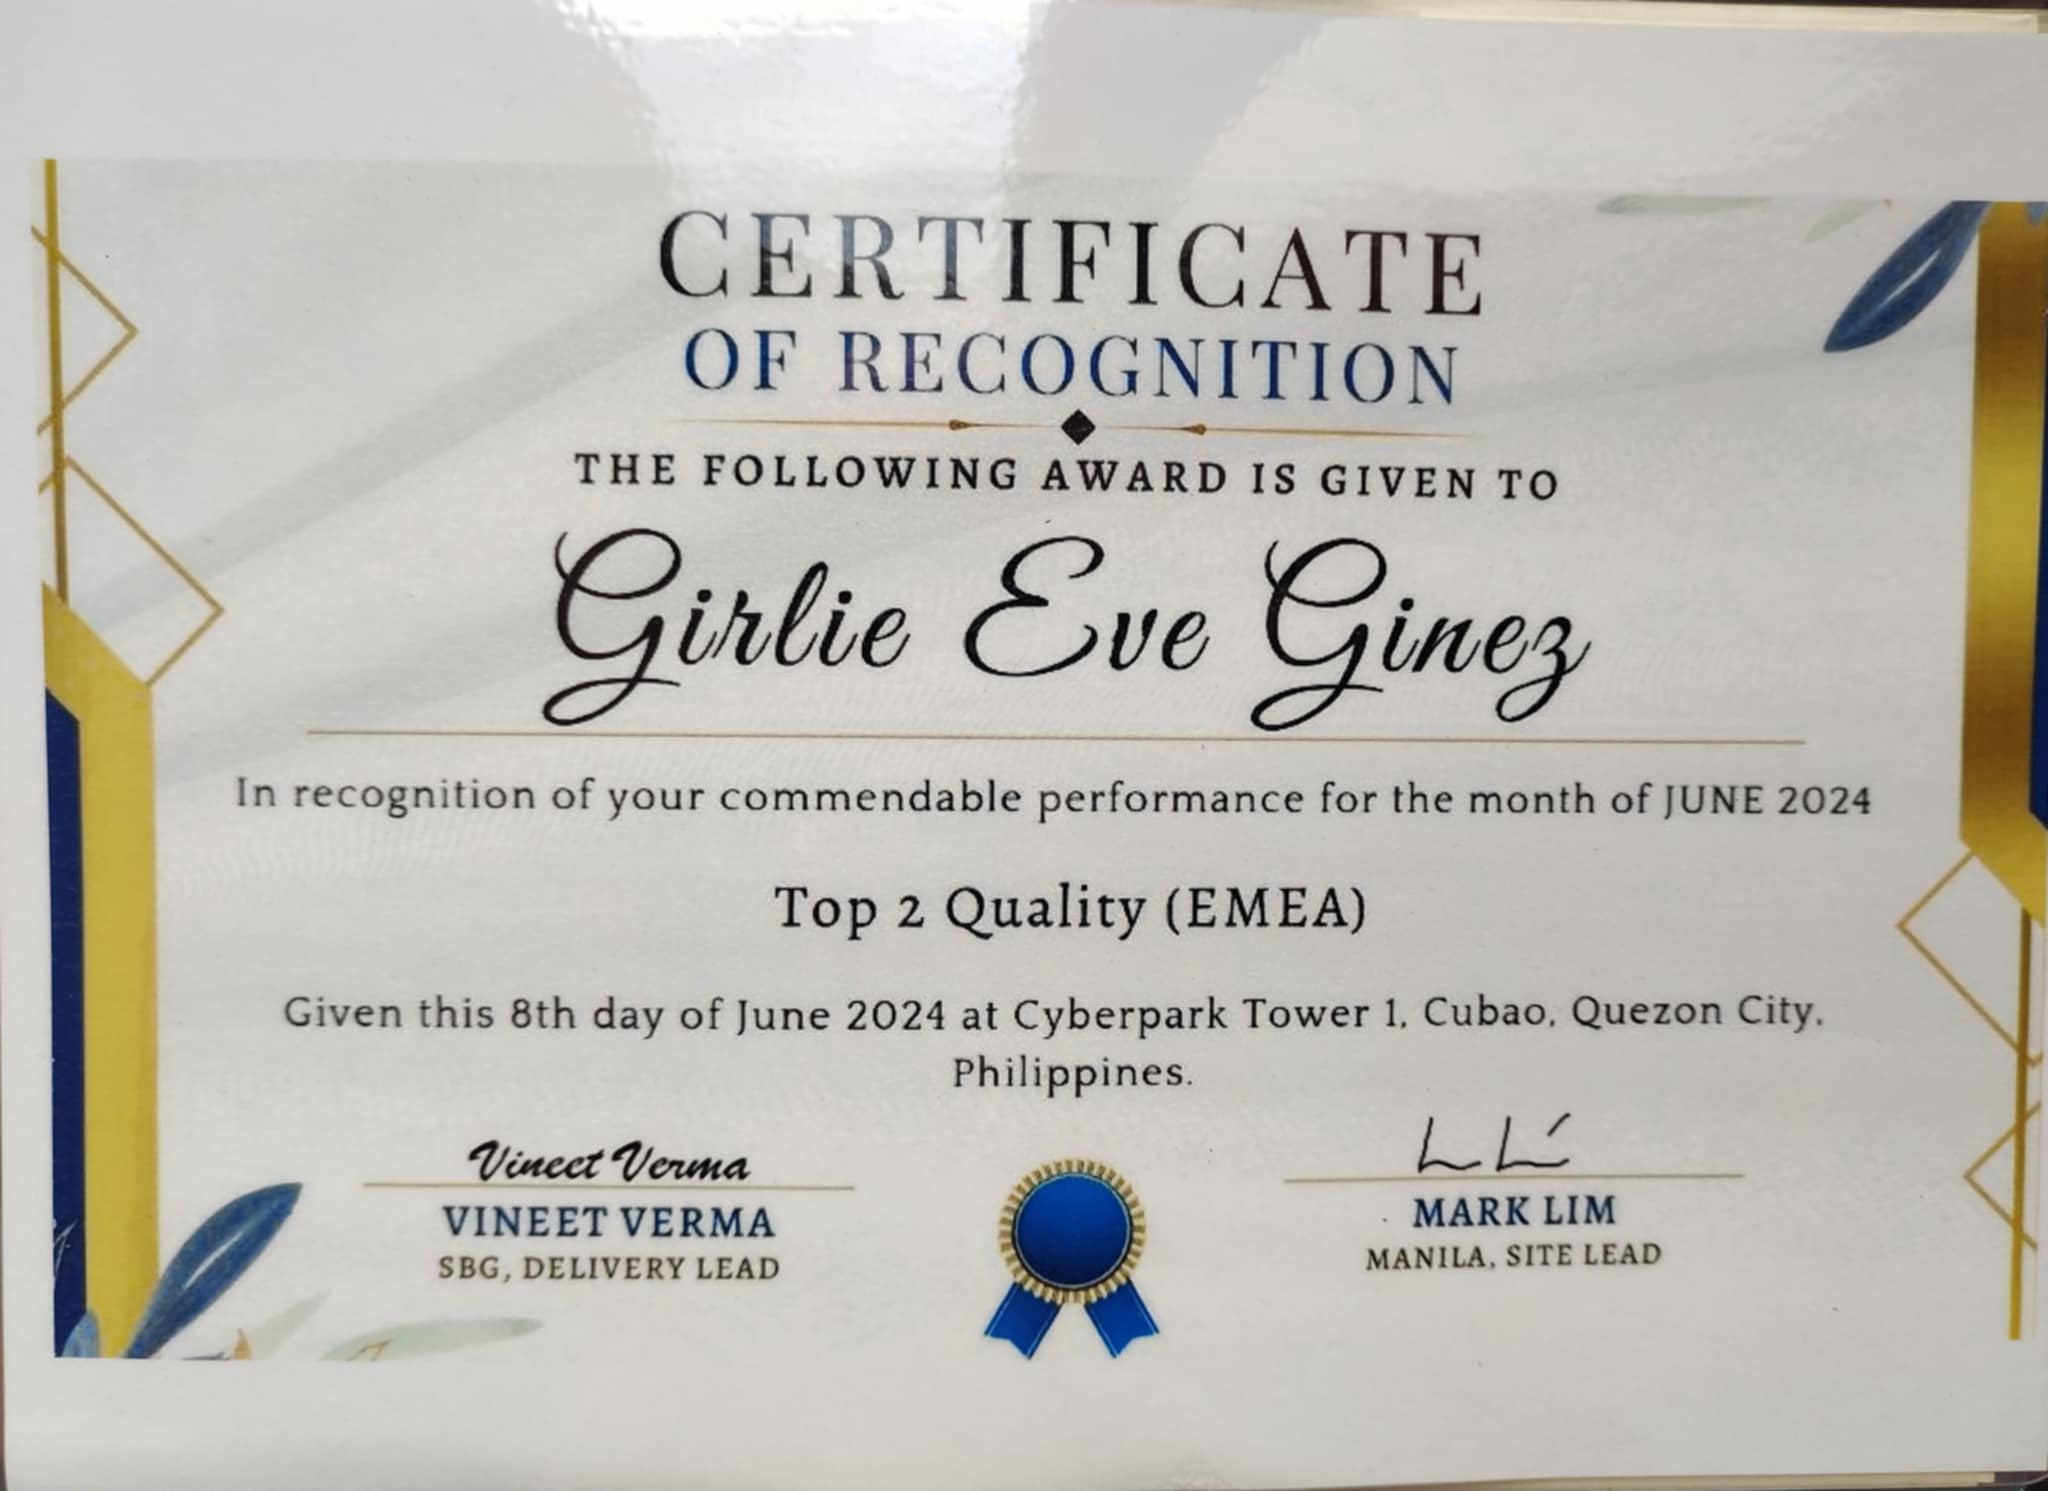 CERTIFICATE
OF RECOGNITION
THE FOLLOWING AWARD IS GIVEN TO
Girlie Eve Ginez
In recognition of your commendable performance for the month of JUNE 2024
Top 2 Quality (EMEA)
Given this 8th day of June 2024 at Cyberpark Tower 1, Cubao, Quezon City,
Philippines.
Vineet Verma
VINEET VERMA
SBG, DELIVERY LEAD
MARK LIM
MANILA, SITE LEAD